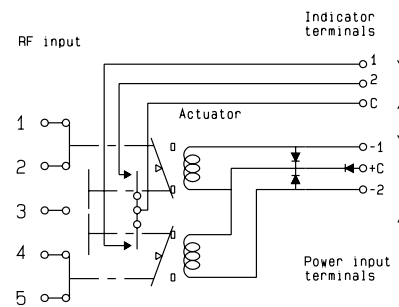 Indicator
terminals
RF input
1
2
C
Actuator
1
2
3
4
5
-1
+C
-2
Power input
terminals